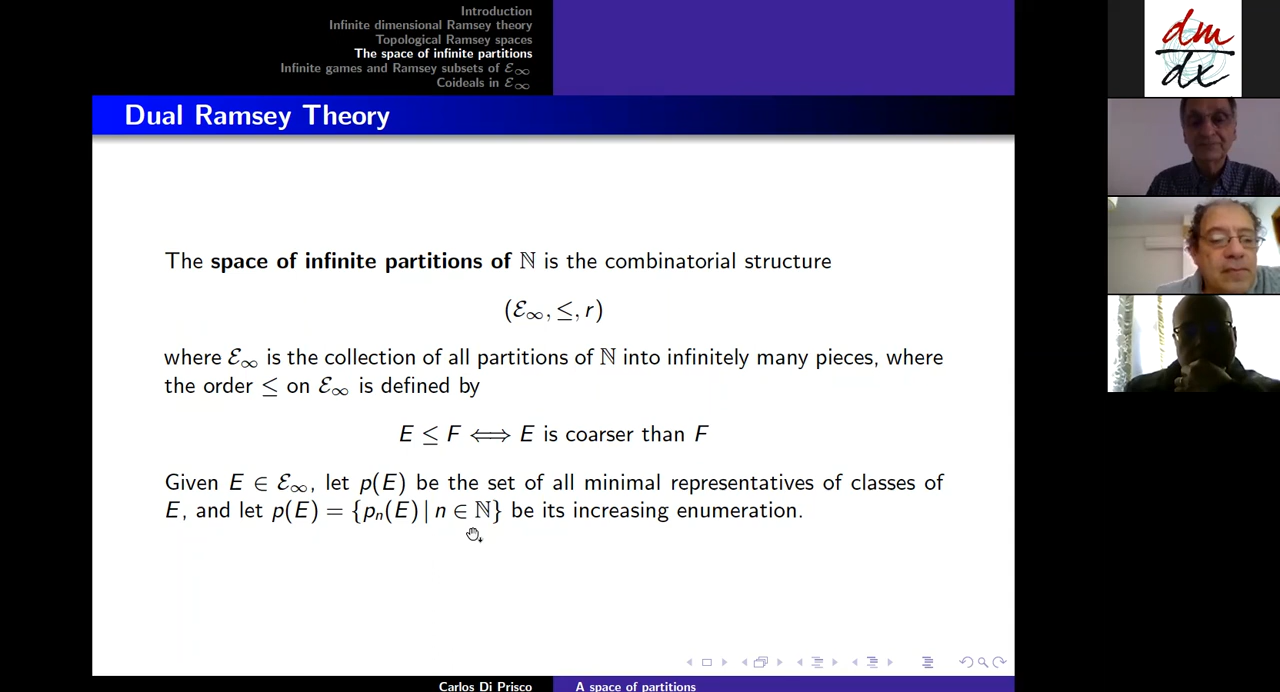 Introduction
Infinite dimensional Ramsey theory
Topological Ramsey spaces
The space of infinite partitions
Infinite games and Ramsey subsets of ℰ∞
Coideals in ℰ∞
dm
dx
Dual Ramsey Theory
The space of infinite partitions of ℕ is the combinatorial structure
(ℰ∞, ≤, r)
where ℰ∞ is the collection of all partitions of ℕ into infinitely many pieces, where
the order ≤ on ℰ∞ is defined by
E ≤ F ⟺ E is coarser than F
Given E ∈ ℰ∞, let p(E) be the set of all minimal representatives of classes of
E, and let p(E) = {pₙ(E) | n ∈ ℕ} be its increasing enumeration.
Carlos Di Prisco A space of partitions